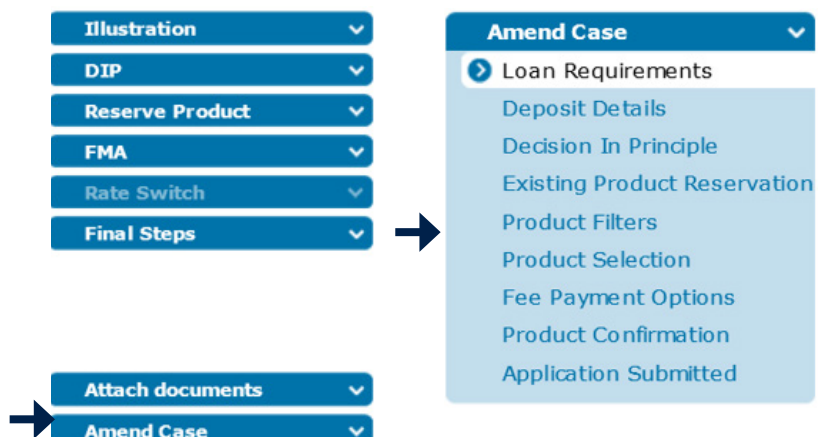 Illustration
DIP
Reserve Product
FMA
Rate Switch
Final Steps
Attach documents
Amend Case
Amend Case
Loan Requirements
Deposit Details
Decision In Principle
Existing Product Reservation
Product Filters
Product Selection
Fee Payment Options
Product Confirmation
Application Submitted